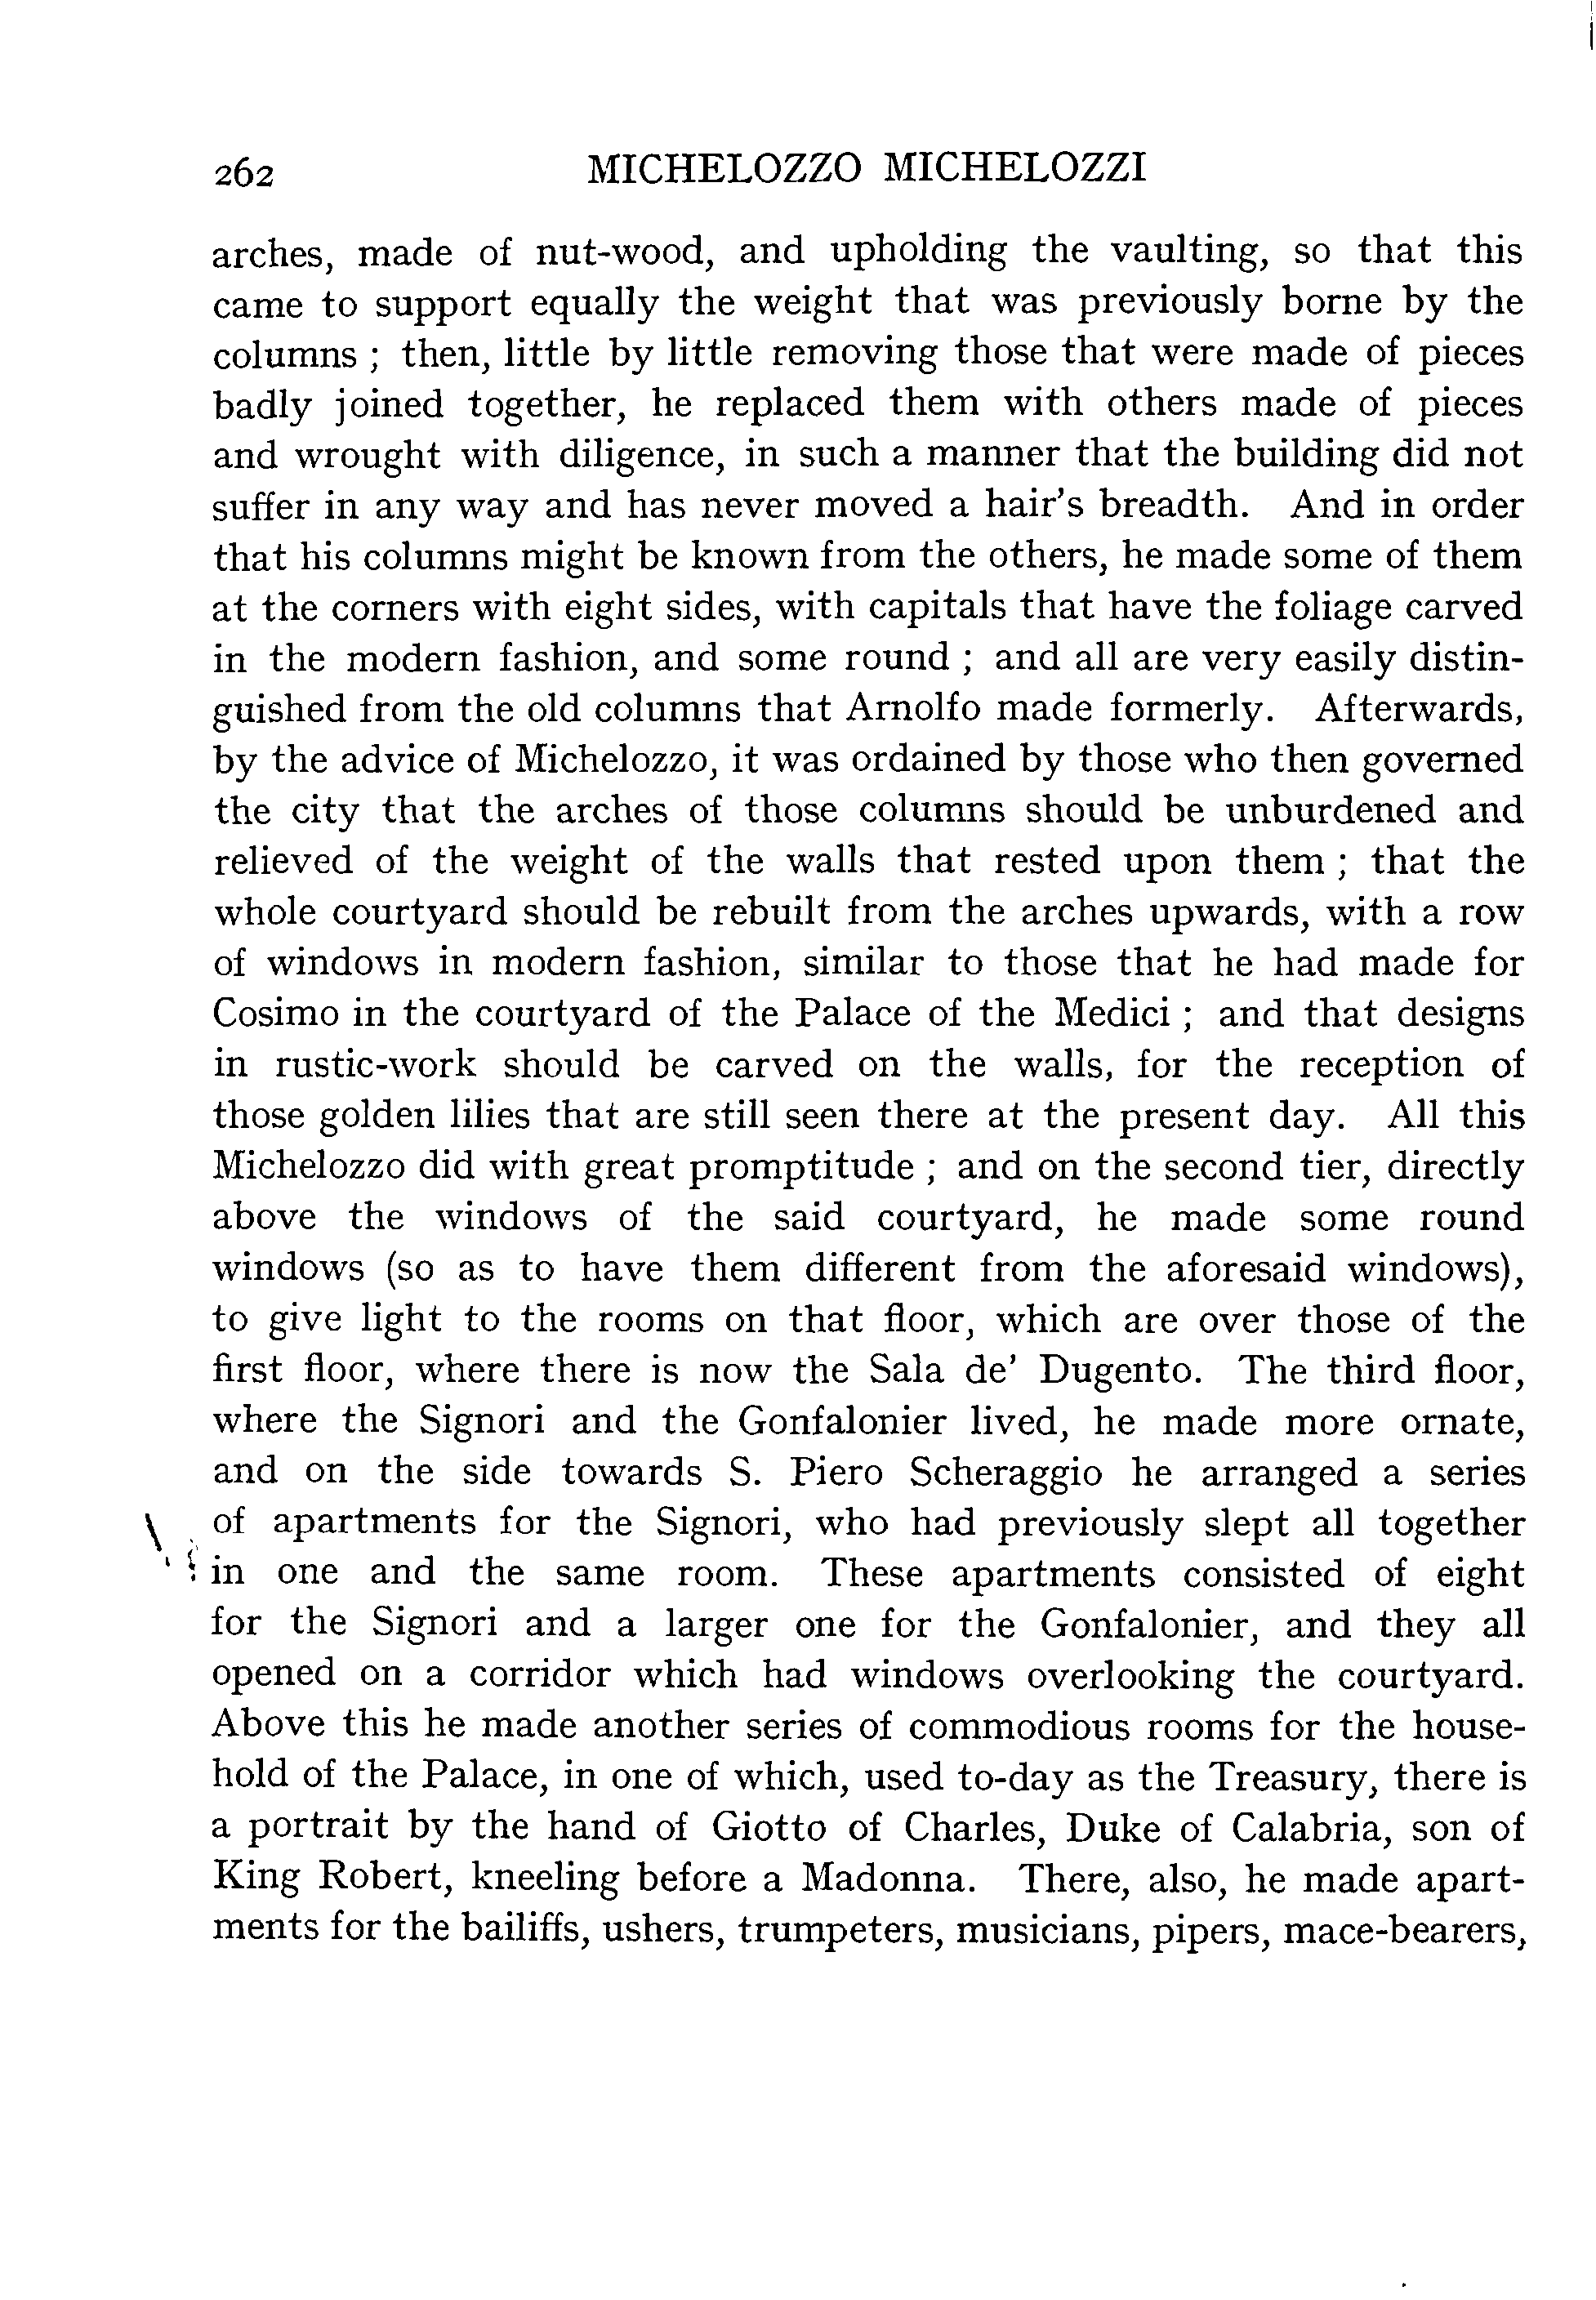 262 MICHELOZZO MICHELOZZI
arches, made of nut-wood, and upholding the vaulting, so that this
came to support equally the weight that was previously borne by the
columns ; then, little by little removing those that were made of pieces
badly joined together, he replaced them with others made of pieces
and wrought with diligence, in such a manner that the building did not
suffer in any way and has never moved a hair's breadth. And in order
that his columns might be known from the others, he made some of them
at the corners with eight sides, with capitals that have the foliage carved
in the modern fashion, and some round ; and all are very easily distin-
guished from the old columns that Arnolfo made formerly. Afterwards,
by the advice of Michelozzo, it was ordained by those who then governed
the city that the arches of those columns should be unburdened and
relieved of the weight of the walls that rested upon them ; that the
whole courtyard should be rebuilt from the arches upwards, with a row
of windows in modern fashion, similar to those that he had made for
Cosimo in the courtyard of the Palace of the Medici ; and that designs
in rustic-work should be carved on the walls, for the reception of
those golden lilies that are still seen there at the present day. All this
Michelozzo did with great promptitude ; and on the second tier, directly
above the windows of the said courtyard, he made some round
windows (so as to have them different from the aforesaid windows),
to give light to the rooms on that floor, which are over those of the
first floor, where there is now the Sala de' Dugento. The third floor,
where the Signori and the Gonfalonier lived, he made more ornate,
and on the side towards S. Piero Scheraggio he arranged a series
of apartments for the Signori, who had previously slept all together
in one and the same room. These apartments consisted of eight
for the Signori and a larger one for the Gonfalonier, and they all
opened on a corridor which had windows overlooking the courtyard.
Above this he made another series of commodious rooms for the house-
hold of the Palace, in one of which, used to-day as the Treasury, there is
a portrait by the hand of Giotto of Charles, Duke of Calabria, son of
King Robert, kneeling before a Madonna. There, also, he made apart-
ments for the bailiffs, ushers, trumpeters, musicians, pipers, mace-bearers,